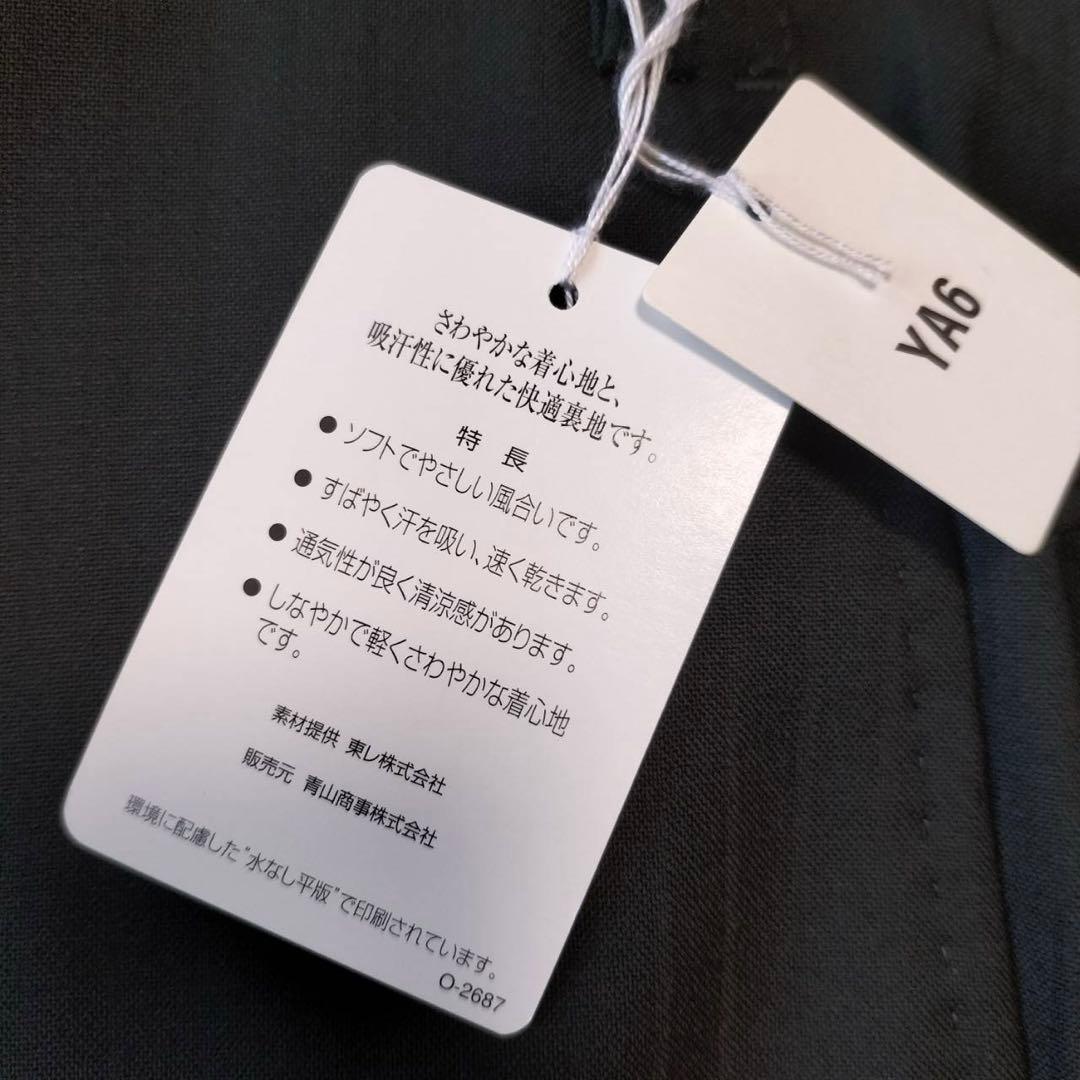 さわやかな着心地と、
吸汗性に優れた快適裏地です。
特長
● ソフトでやさしい風合いです。
● すばやく汗を吸い、速く乾きます。
● 通気性が良く清涼感があります。
● しなやかで軽くさわやかな着心地
です。
素材提供 東レ株式会社
販売元 青山商事株式会社
環境に配慮した“水なし平版”で印刷されています。
O-2687
YA6